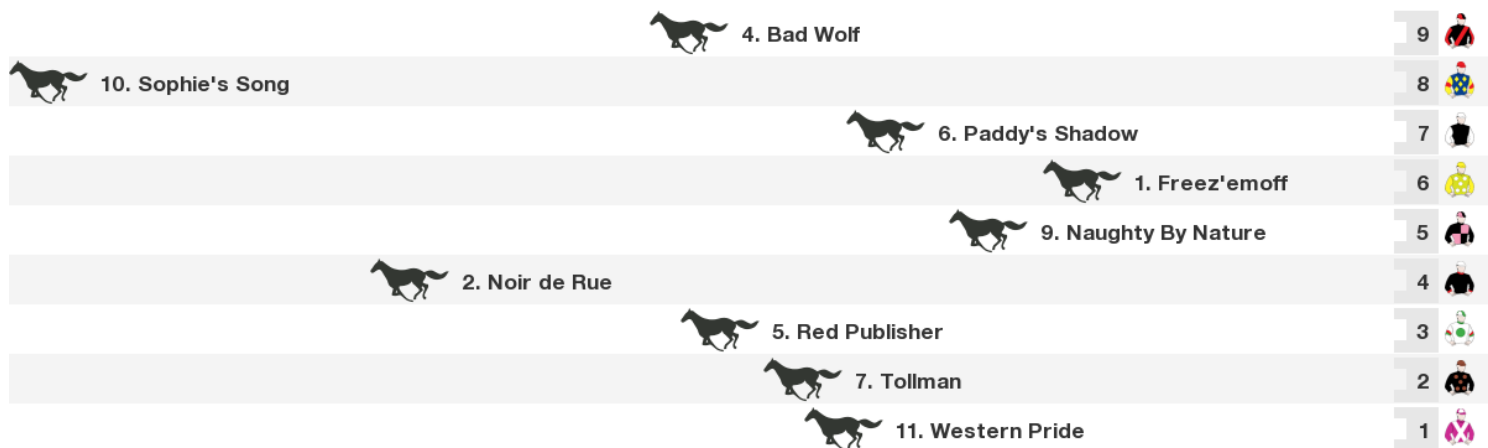 4. Bad Wolf 9
10. Sophie's Song 8
6. Paddy's Shadow 7
1. Freez'emoff 6
9. Naughty By Nature 5
2. Noir de Rue 4
5. Red Publisher 3
7. Tollman 2
11. Western Pride 1